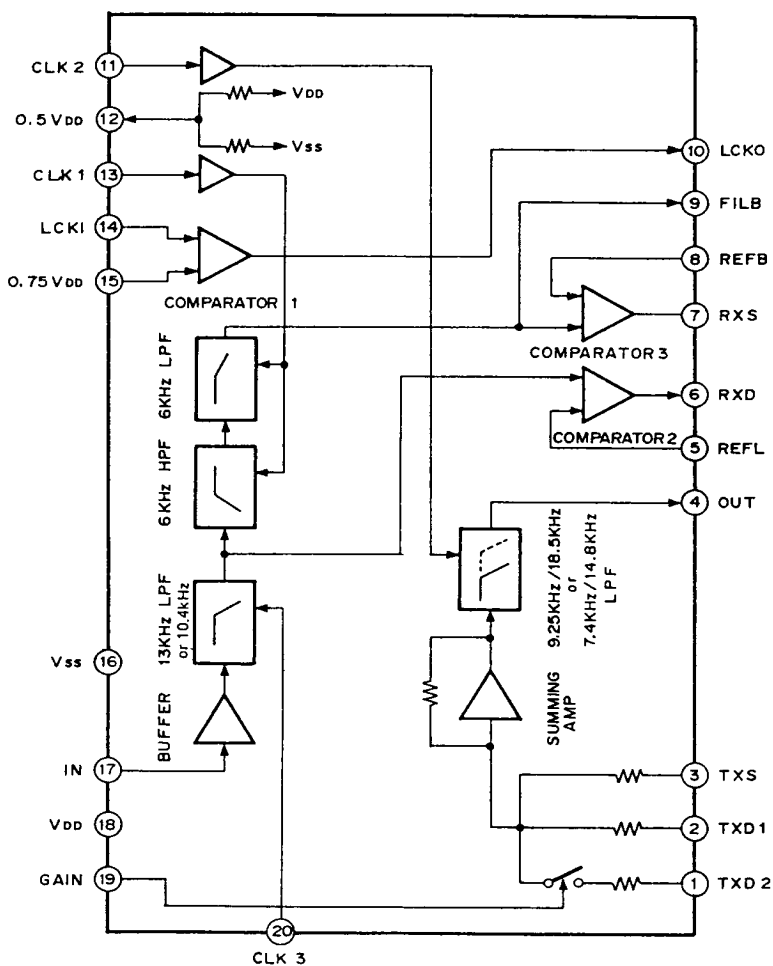 CLK 2
11
0.5 VDD
12
VDD
VSS
CLK 1
13
LCKI
14
0.75 VDD
15
COMPARATOR 1
10
LCKO
9
FILB
8
REFB
7
RXS
COMPARATOR 3
6
RXD
COMPARATOR 2
5
REFL
4
OUT
6KHz LPF
6KHz HPF
13KHz LPF
or 10.4kHz
BUFFER
9.25KHz/18.5KHz
or
7.4KHz/14.8KHz
LPF
SUMMING
AMP
VSS
16
IN
17
VDD
18
GAIN
19
3
TXS
2
TXD1
1
TXD 2
20
CLK 3